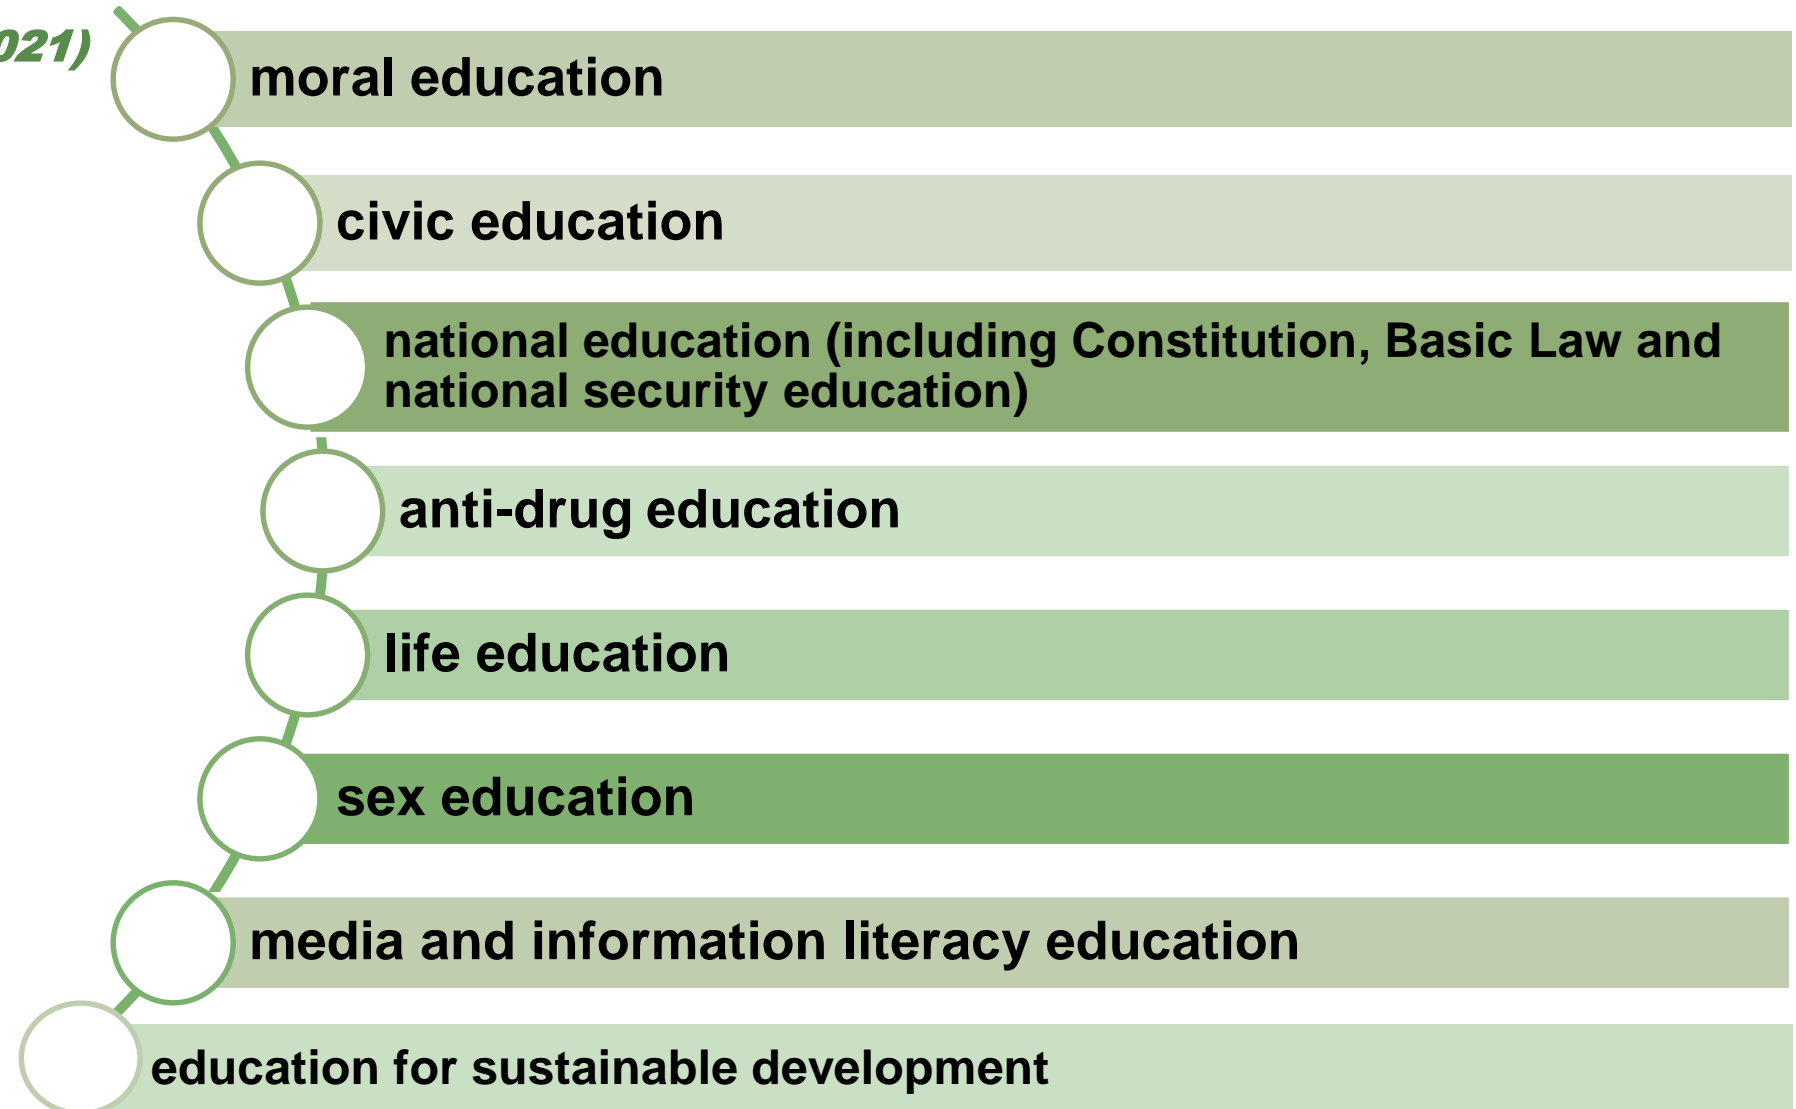 021)
moral education
civic education
national education (including Constitution, Basic Law and
national security education)
anti-drug education
life education
sex education
media and information literacy education
education for sustainable development